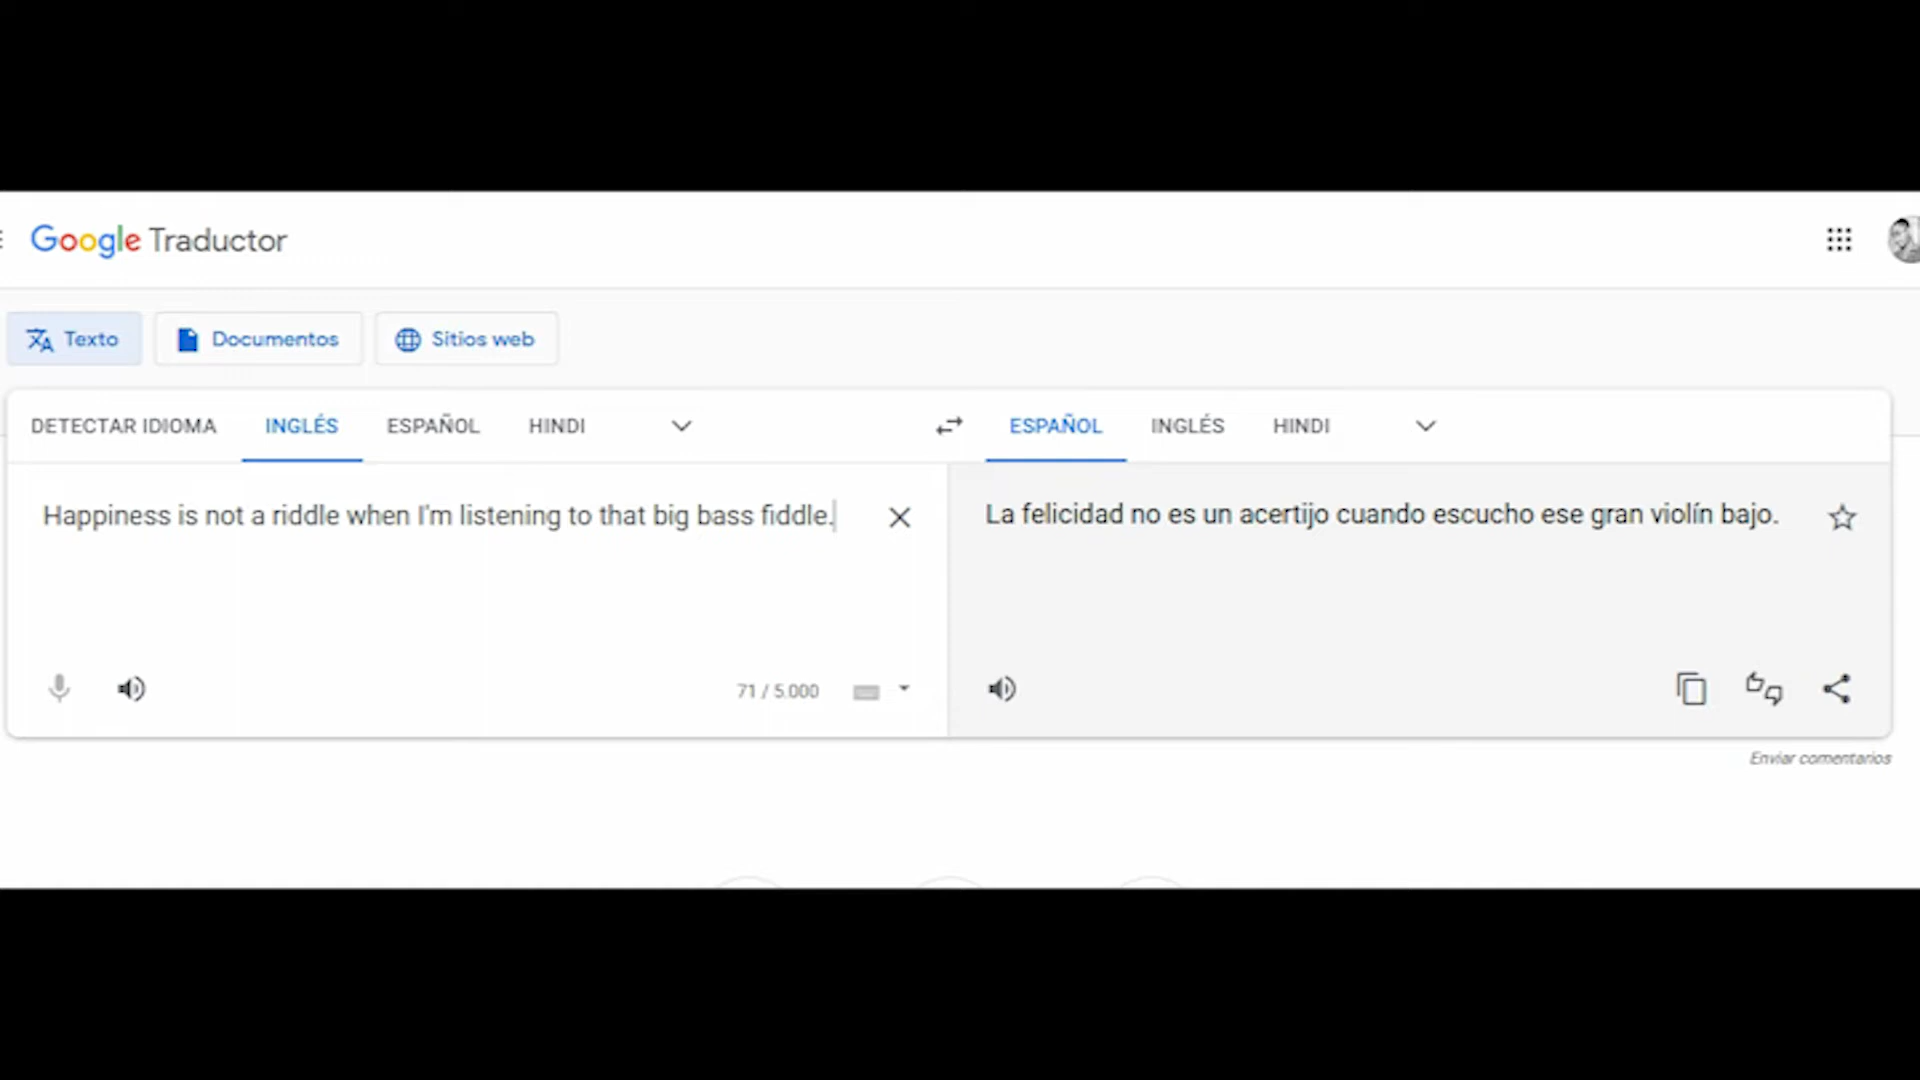 Google Traductor
Texto
Documentos
Sitios web
DETECTAR IDIOMA
INGLÉS
ESPAÑOL
HINDI
ESPAÑOL
INGLÉS
HINDI
Happiness is not a riddle when I'm listening to that big bass fiddle.
La felicidad no es un acertijo cuando escucho ese gran violín bajo.
71 / 5.000
Enviar comentarios